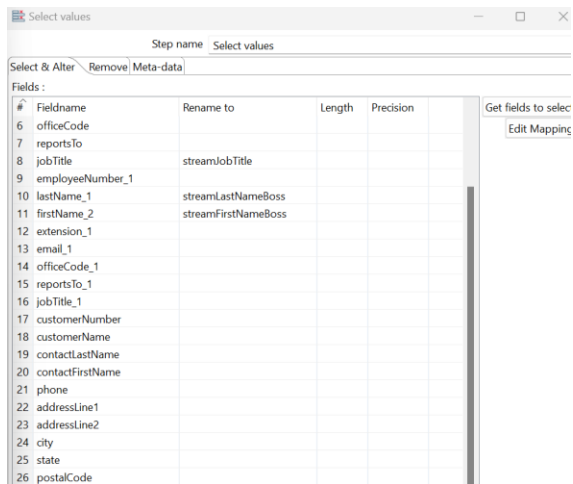 Select values
Step name Select values
Select & Alter Remove Meta-data
Fields :
# Fieldname Rename to Length Precision Get fields to select
6 officeCode Edit Mapping
7 reportsTo
8 jobTitle streamJobTitle
9 employeeNumber_1
10 lastName_1 streamLastNameBoss
11 firstName_2 streamFirstNameBoss
12 extension_1
13 email_1
14 officeCode_1
15 reportsTo_1
16 jobTitle_1
17 customerNumber
18 customerName
19 contactLastName
20 contactFirstName
21 phone
22 addressLine1
23 addressLine2
24 city
25 state
26 postalCode